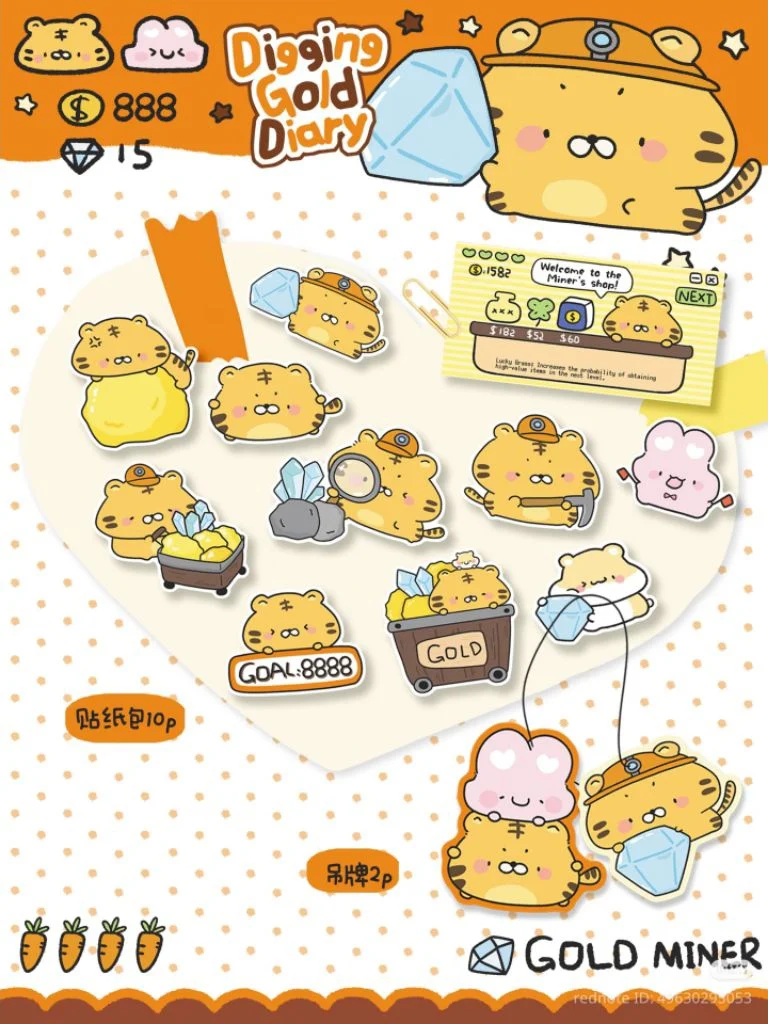 888
15
Digging
Gold
Diary
1582
Welcome to the
Miner's shop!
NEXT
$182 $52 $60
Lucky Grass: Increases the probability of obtaining
high-value items in the next level.
GOAL:8888
GOLD
贴纸包10p
吊牌2p
GOLD MINER
rednote ID: 49630293053